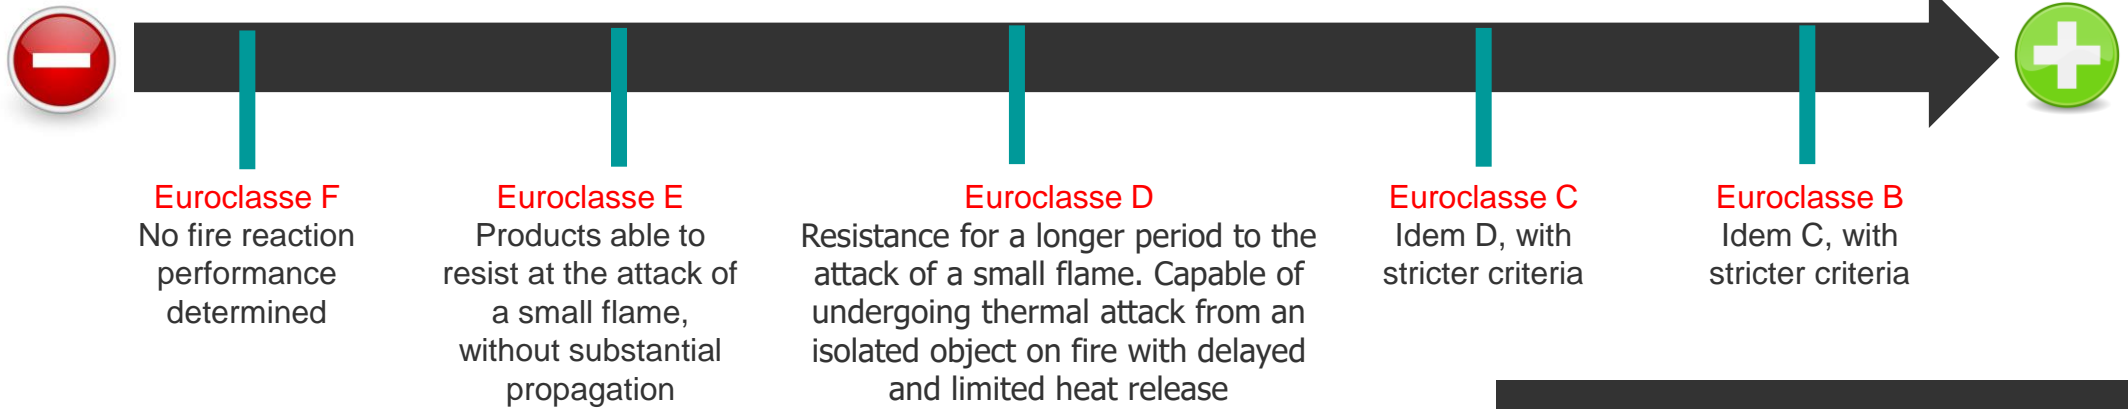 Euroclasse F
No fire reaction
performance
determined
Euroclasse E
Products able to
resist at the attack of
a small flame,
without substantial
propagation
Euroclasse D
Resistance for a longer period to the
attack of a small flame. Capable of
undergoing thermal attack from an
isolated object on fire with delayed
and limited heat release
Euroclasse C
Idem D, with
stricter criteria
Euroclasse B
Idem C, with
stricter criteria